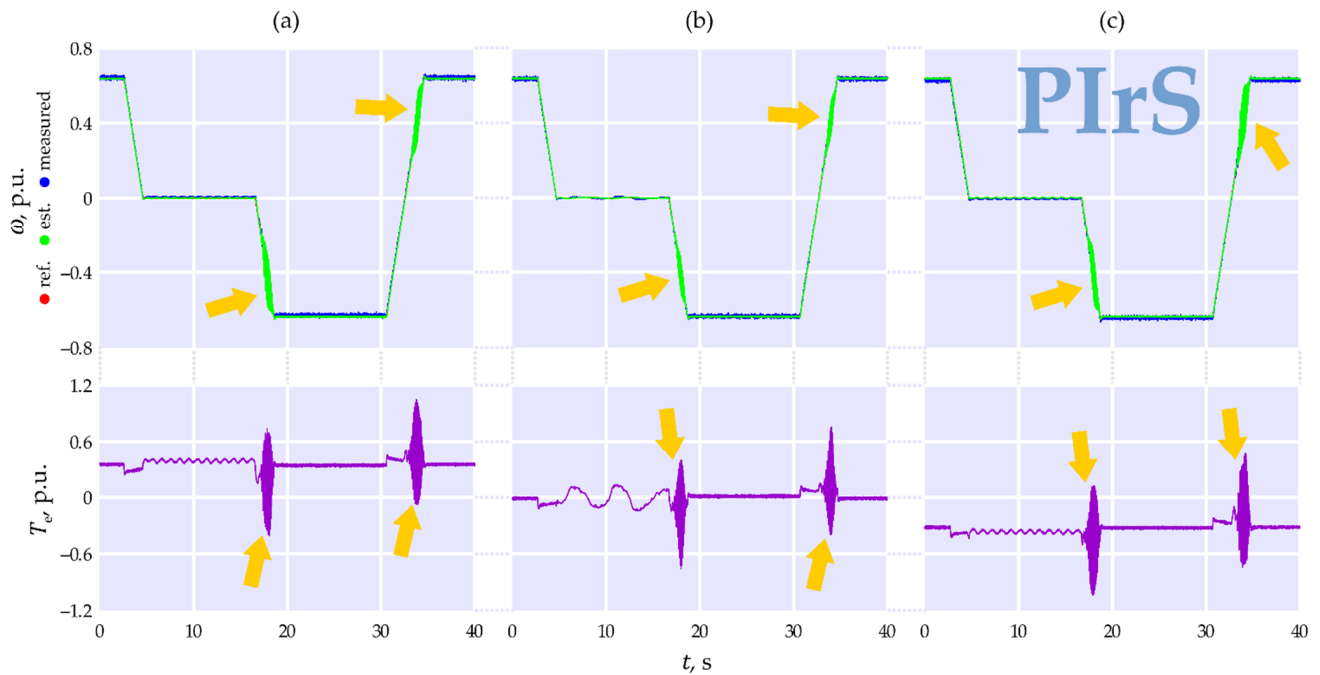 (a) (b) (c)
PIrS
0.8
0.4
0
−0.4
−0.8
ω, p.u.
ref. est. measured
1.2
0.6
0
−0.6
−1.2
Te, p.u.
0 10 20 30 40 0 10 20 30 40 0 10 20 30 40
t, s